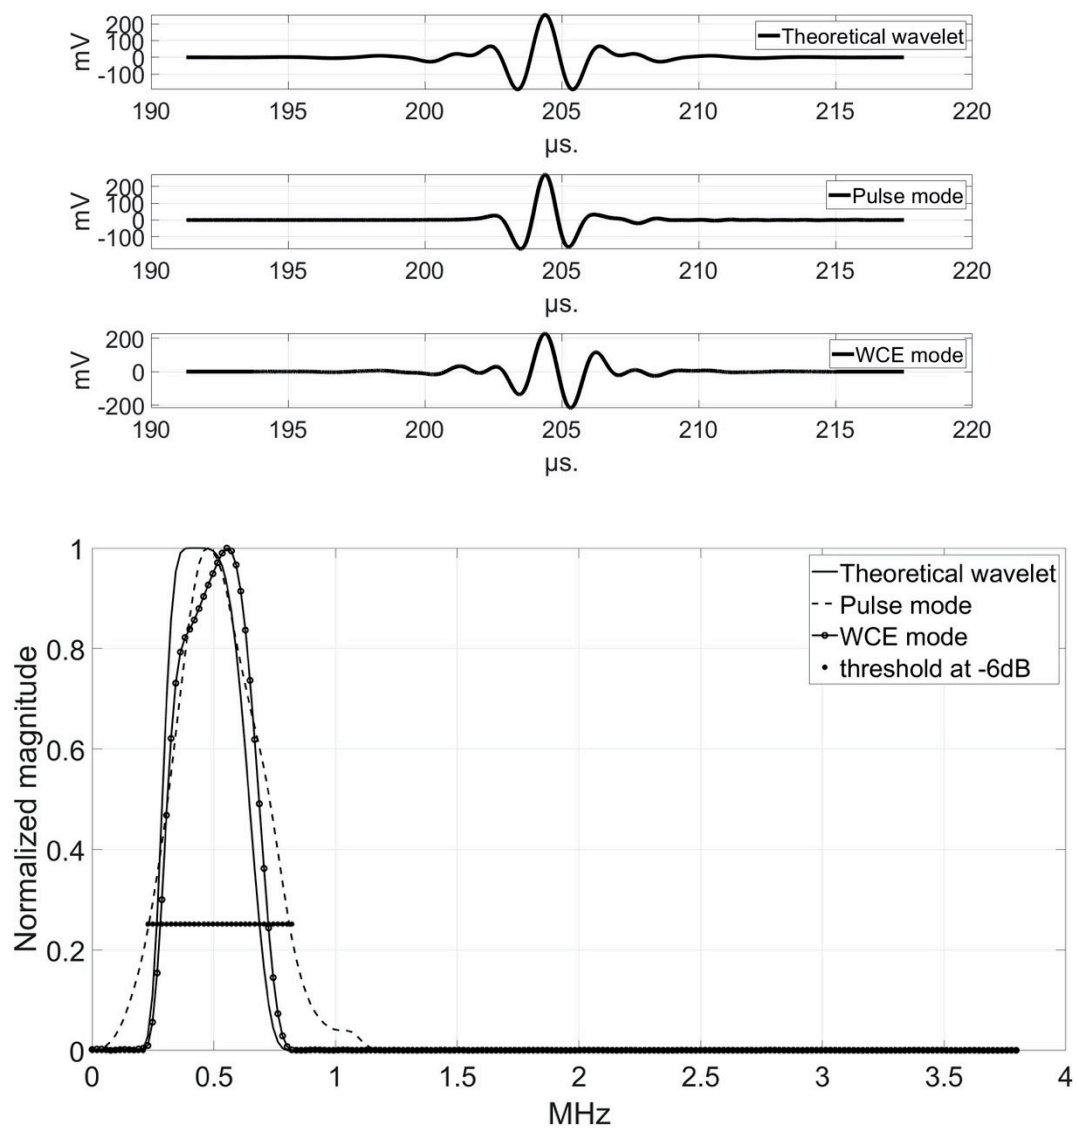 mV
200
100
0
-100
Theoretical wavelet
190 195 200 205 210 215 220
µs.
mV
200
100
0
-100
Pulse mode
190 195 200 205 210 215 220
µs.
mV
200
0
-200
WCE mode
190 195 200 205 210 215 220
µs.
Normalized magnitude
1
0.8
0.6
0.4
0.2
0
Theoretical wavelet
Pulse mode
WCE mode
threshold at -6dB
0 0.5 1 1.5 2 2.5 3 3.5 4
MHz